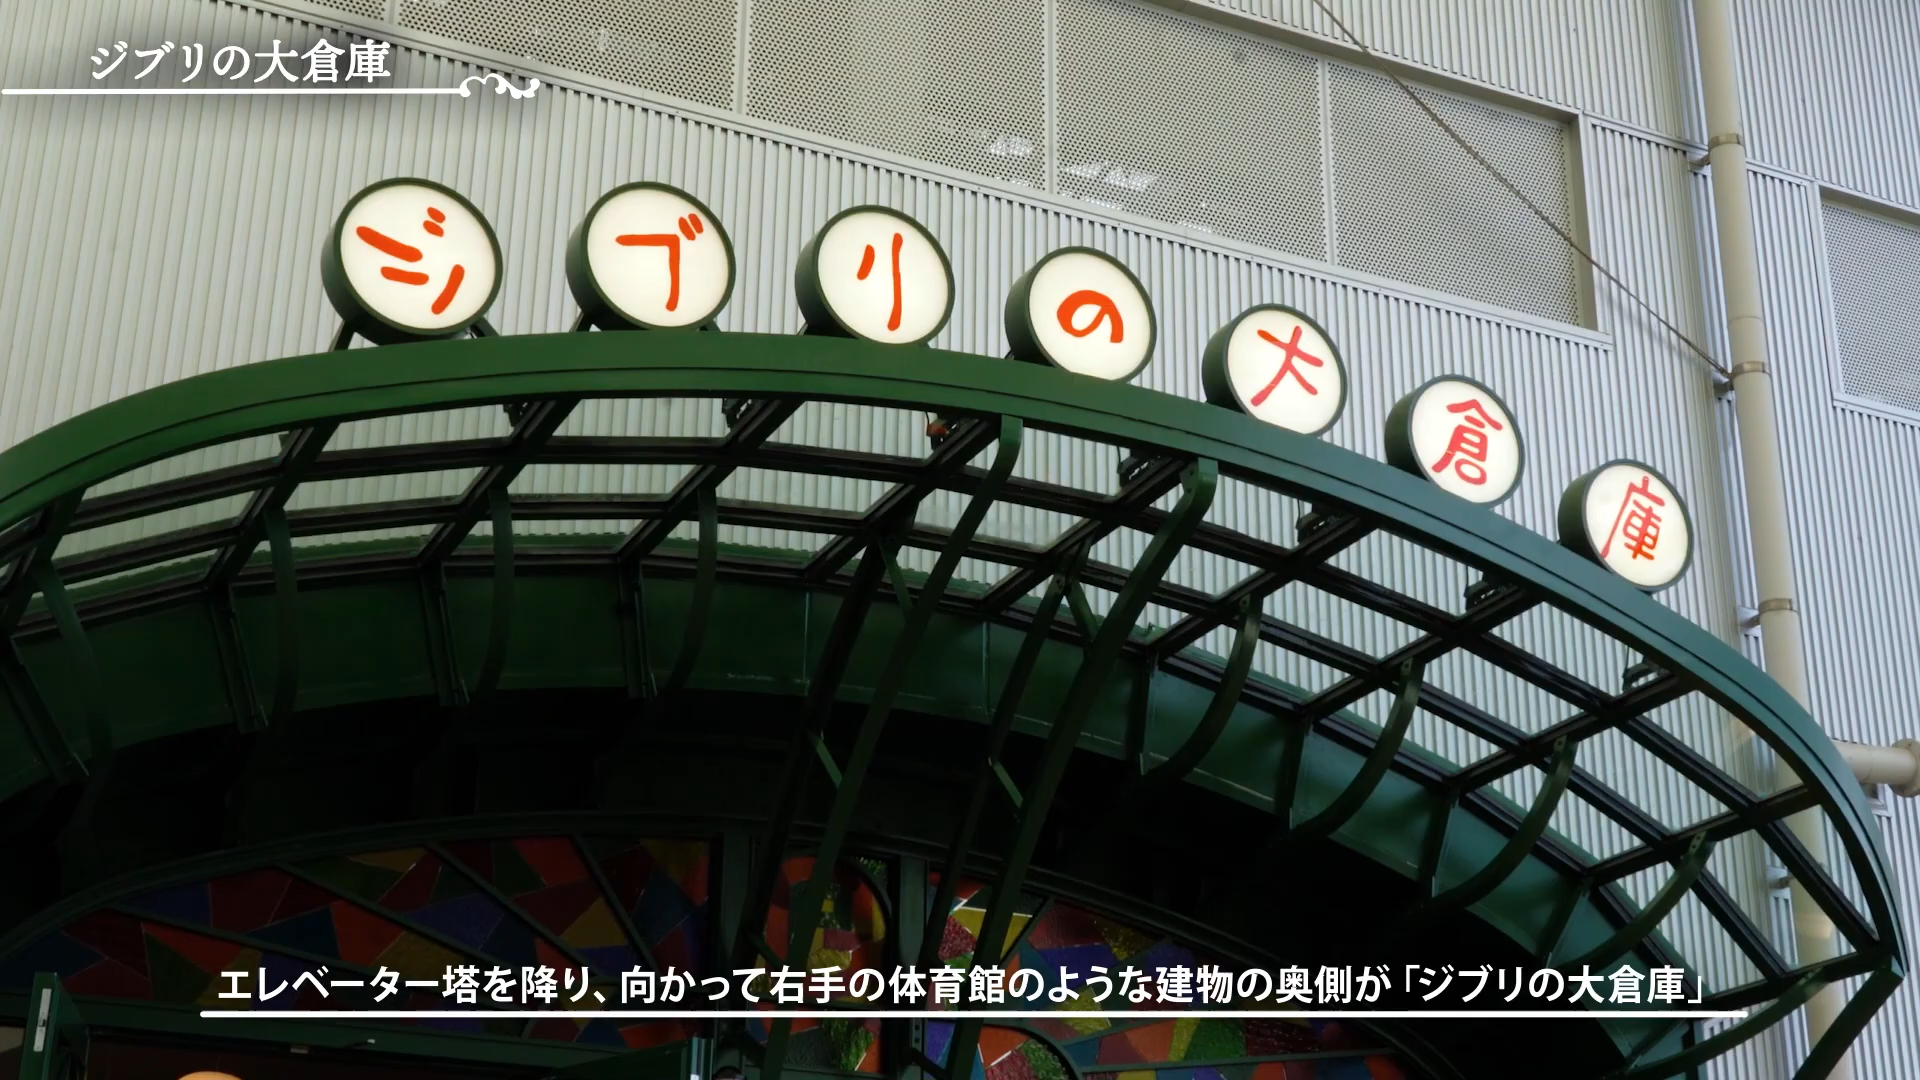 ジブリの大倉庫
ジブリの大倉庫
エレベーター塔を降り、向かって右手の体育館のような建物の奥側が「ジブリの大倉庫」